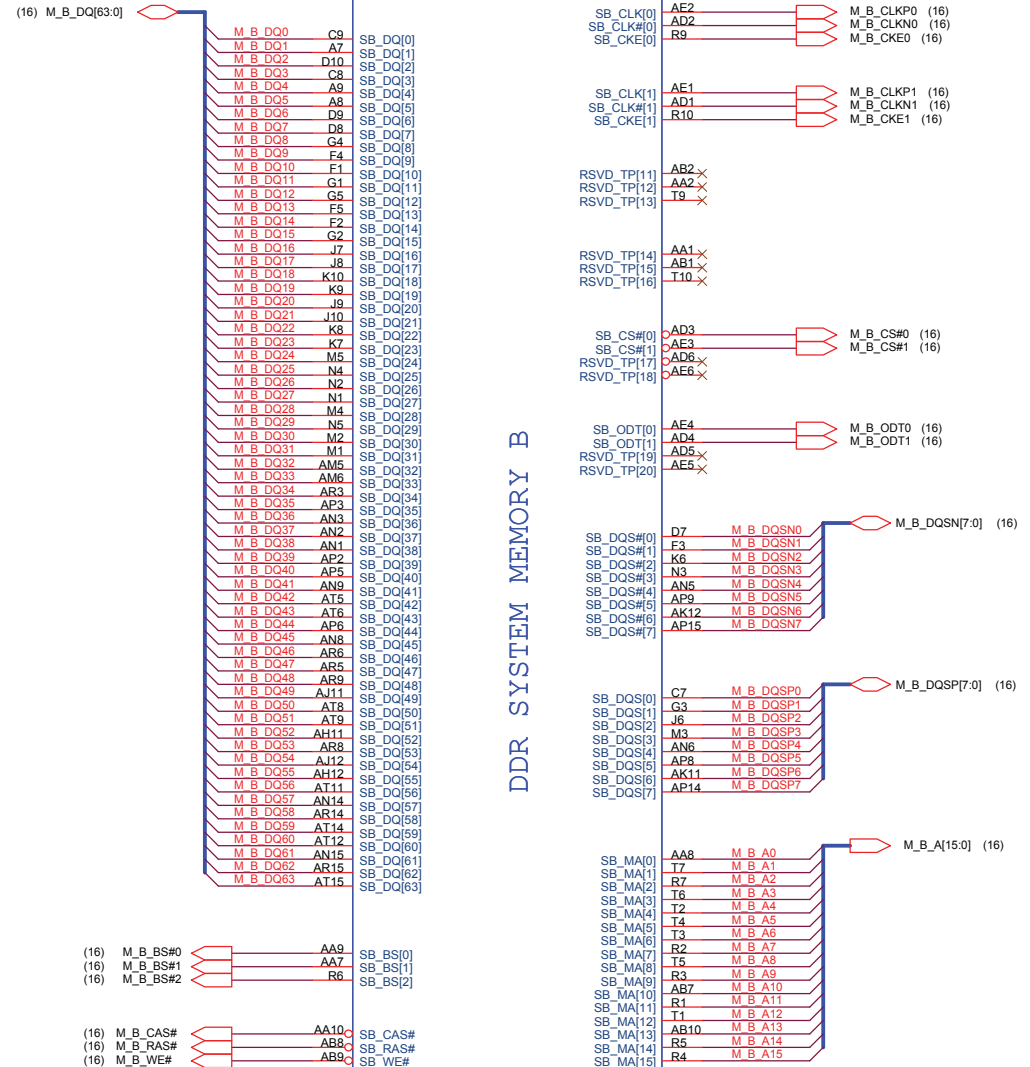 (16) M_B_DQ[63:0]
M_B_DQ0 C9 SB_DQ[0]
M_B_DQ1 A7 SB_DQ[1]
M_B_DQ2 D10 SB_DQ[2]
M_B_DQ3 C8 SB_DQ[3]
M_B_DQ4 A9 SB_DQ[4]
M_B_DQ5 A8 SB_DQ[5]
M_B_DQ6 D9 SB_DQ[6]
M_B_DQ7 D8 SB_DQ[7]
M_B_DQ8 G4 SB_DQ[8]
M_B_DQ9 F4 SB_DQ[9]
M_B_DQ10 F1 SB_DQ[10]
M_B_DQ11 G1 SB_DQ[11]
M_B_DQ12 G5 SB_DQ[12]
M_B_DQ13 F5 SB_DQ[13]
M_B_DQ14 F2 SB_DQ[14]
M_B_DQ15 G2 SB_DQ[15]
M_B_DQ16 J7 SB_DQ[16]
M_B_DQ17 J8 SB_DQ[17]
M_B_DQ18 K10 SB_DQ[18]
M_B_DQ19 K9 SB_DQ[19]
M_B_DQ20 J9 SB_DQ[20]
M_B_DQ21 J10 SB_DQ[21]
M_B_DQ22 K8 SB_DQ[22]
M_B_DQ23 K7 SB_DQ[23]
M_B_DQ24 M5 SB_DQ[24]
M_B_DQ25 N4 SB_DQ[25]
M_B_DQ26 N2 SB_DQ[26]
M_B_DQ27 N1 SB_DQ[27]
M_B_DQ28 M4 SB_DQ[28]
M_B_DQ29 N5 SB_DQ[29]
M_B_DQ30 M2 SB_DQ[30]
M_B_DQ31 M1 SB_DQ[31]
M_B_DQ32 AM5 SB_DQ[32]
M_B_DQ33 AM6 SB_DQ[33]
M_B_DQ34 AR3 SB_DQ[34]
M_B_DQ35 AP3 SB_DQ[35]
M_B_DQ36 AN3 SB_DQ[36]
M_B_DQ37 AN2 SB_DQ[37]
M_B_DQ38 AN1 SB_DQ[38]
M_B_DQ39 AP2 SB_DQ[39]
M_B_DQ40 AP5 SB_DQ[40]
M_B_DQ41 AN9 SB_DQ[41]
M_B_DQ42 AT5 SB_DQ[42]
M_B_DQ43 AT6 SB_DQ[43]
M_B_DQ44 AP6 SB_DQ[44]
M_B_DQ45 AN8 SB_DQ[45]
M_B_DQ46 AR6 SB_DQ[46]
M_B_DQ47 AR5 SB_DQ[47]
M_B_DQ48 AR9 SB_DQ[48]
M_B_DQ49 AJ11 SB_DQ[49]
M_B_DQ50 AT8 SB_DQ[50]
M_B_DQ51 AT9 SB_DQ[51]
M_B_DQ52 AH11 SB_DQ[52]
M_B_DQ53 AR8 SB_DQ[53]
M_B_DQ54 AJ12 SB_DQ[54]
M_B_DQ55 AH12 SB_DQ[55]
M_B_DQ56 AT11 SB_DQ[56]
M_B_DQ57 AN14 SB_DQ[57]
M_B_DQ58 AR14 SB_DQ[58]
M_B_DQ59 AT14 SB_DQ[59]
M_B_DQ60 AT12 SB_DQ[60]
M_B_DQ61 AN15 SB_DQ[61]
M_B_DQ62 AR15 SB_DQ[62]
M_B_DQ63 AT15 SB_DQ[63]
(16) M_B_BS#0 AA9 SB_BS[0]
(16) M_B_BS#1 AA7 SB_BS[1]
(16) M_B_BS#2 R6 SB_BS[2]
(16) M_B_CAS# AA10 SB_CAS#
(16) M_B_RAS# AB8 SB_RAS#
(16) M_B_WE# AB9 SB_WE#
DDR SYSTEM MEMORY B
SB_CLK[0] AE2 M_B_CLKP0 (16)
SB_CLK#[0] AD2 M_B_CLKN0 (16)
SB_CKE[0] R9 M_B_CKE0 (16)
SB_CLK[1] AE1 M_B_CLKP1 (16)
SB_CLK#[1] AD1 M_B_CLKN1 (16)
SB_CKE[1] R10 M_B_CKE1 (16)
RSVD_TP[11] AB2
RSVD_TP[12] AA2
RSVD_TP[13] T9
RSVD_TP[14] AA1
RSVD_TP[15] AB1
RSVD_TP[16] T10
SB_CS#[0] AD3 M_B_CS#0 (16)
SB_CS#[1] AE3 M_B_CS#1 (16)
RSVD_TP[17] AD6
RSVD_TP[18] AE6
SB_ODT[0] AE4 M_B_ODT0 (16)
SB_ODT[1] AD4 M_B_ODT1 (16)
RSVD_TP[19] AD5
RSVD_TP[20] AE5
M_B_DQSN[7:0] (16)
SB_DQS#[0] D7 M_B_DQSN0
SB_DQS#[1] F3 M_B_DQSN1
SB_DQS#[2] K6 M_B_DQSN2
SB_DQS#[3] N3 M_B_DQSN3
SB_DQS#[4] AN5 M_B_DQSN4
SB_DQS#[5] AP9 M_B_DQSN5
SB_DQS#[6] AK12 M_B_DQSN6
SB_DQS#[7] AP15 M_B_DQSN7
M_B_DQSP[7:0] (16)
SB_DQS[0] C7 M_B_DQSP0
SB_DQS[1] G3 M_B_DQSP1
SB_DQS[2] J6 M_B_DQSP2
SB_DQS[3] M3 M_B_DQSP3
SB_DQS[4] AN6 M_B_DQSP4
SB_DQS[5] AP8 M_B_DQSP5
SB_DQS[6] AK11 M_B_DQSP6
SB_DQS[7] AP14 M_B_DQSP7
M_B_A[15:0] (16)
SB_MA[0] AA8 M_B_A0
SB_MA[1] T7 M_B_A1
SB_MA[2] R7 M_B_A2
SB_MA[3] T6 M_B_A3
SB_MA[4] T2 M_B_A4
SB_MA[5] T4 M_B_A5
SB_MA[6] T3 M_B_A6
SB_MA[7] R2 M_B_A7
SB_MA[8] T5 M_B_A8
SB_MA[9] R3 M_B_A9
SB_MA[10] AB7 M_B_A10
SB_MA[11] R1 M_B_A11
SB_MA[12] T1 M_B_A12
SB_MA[13] AB10 M_B_A13
SB_MA[14] R5 M_B_A14
SB_MA[15] R4 M_B_A15